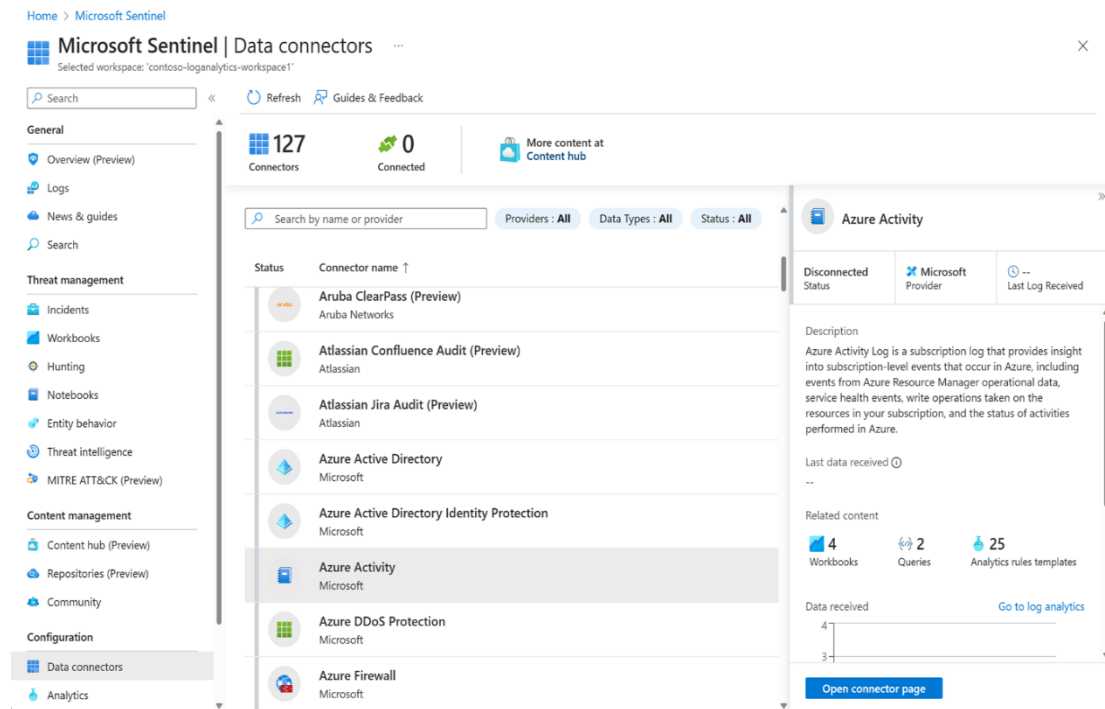 Home > Microsoft Sentinel
Microsoft Sentinel | Data connectors ...
Selected workspace: 'contoso-loganalytics-workspace1'
Search
General
Overview (Preview)
Logs
News & guides
Search
Threat management
Incidents
Workbooks
Hunting
Notebooks
Entity behavior
Threat intelligence
MITRE ATT&CK (Preview)
Content management
Content hub (Preview)
Repositories (Preview)
Community
Configuration
Data connectors
Analytics
Refresh Guides & Feedback
127
Connectors
0
Connected
More content at
Content hub
Search by name or provider
Providers : All
Data Types : All
Status : All
Status Connector name ↑
Aruba ClearPass (Preview)
Aruba Networks
Atlassian Confluence Audit (Preview)
Atlassian
Atlassian Jira Audit (Preview)
Atlassian
Azure Active Directory
Microsoft
Azure Active Directory Identity Protection
Microsoft
Azure Activity
Microsoft
Azure DDoS Protection
Microsoft
Azure Firewall
Microsoft
Azure Activity
Disconnected
Status
Microsoft
Provider
--
Last Log Received
Description
Azure Activity Log is a subscription log that provides insight
into subscription-level events that occur in Azure, including
events from Azure Resource Manager operational data,
service health events, write operations taken on the
resources in your subscription, and the status of activities
performed in Azure.
Last data received
--
Related content
4
Workbooks
2
Queries
25
Analytics rules templates
Data received Go to log analytics
4
3
Open connector page